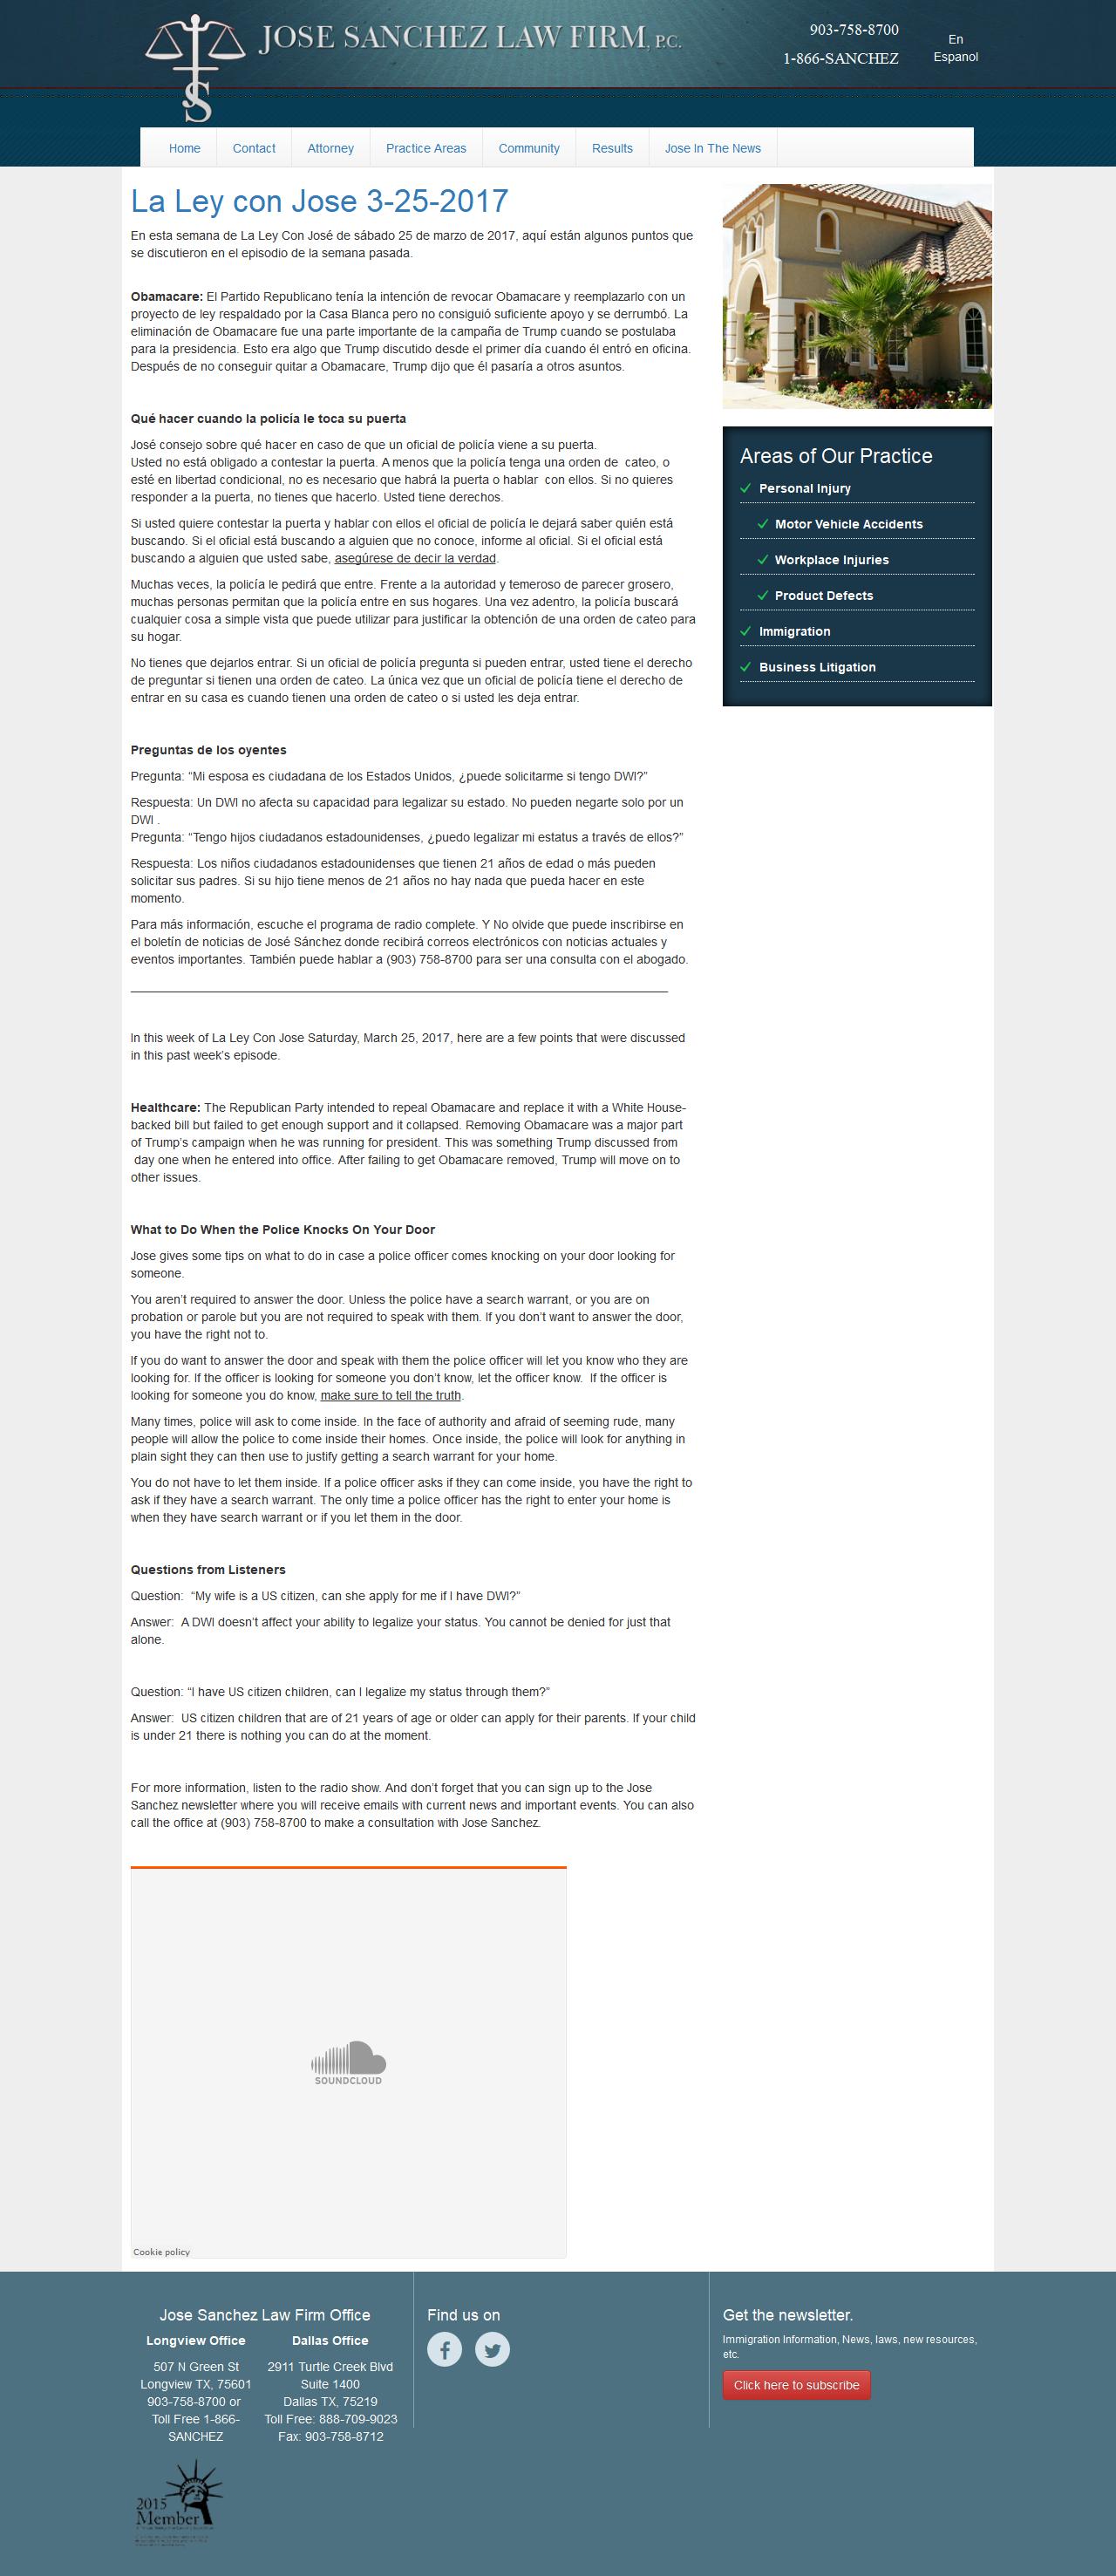 JOSE SANCHEZ LAW FIRM, P.C.
903-758-8700
1-866-SANCHEZ
En
Espanol
Home
Contact
Attorney
Practice Areas
Community
Results
Jose In The News
La Ley con Jose 3-25-2017
En esta semana de La Ley Con José de sábado 25 de marzo de 2017, aquí están algunos puntos que
se discutieron en el episodio de la semana pasada.
Obamacare: El Partido Republicano tenía la intención de revocar Obamacare y reemplazarlo con un
proyecto de ley respaldado por la Casa Blanca pero no consiguió suficiente apoyo y se derrumbó. La
eliminación de Obamacare fue una parte importante de la campaña de Trump cuando se postulaba
para la presidencia. Esto era algo que Trump discutido desde el primer día cuando él entró en oficina.
Después de no conseguir quitar a Obamacare, Trump dijo que él pasaría a otros asuntos.
Qué hacer cuando la policía le toca su puerta
José consejo sobre qué hacer en caso de que un oficial de policía viene a su puerta.
Usted no está obligado a contestar la puerta. A menos que la policía tenga una orden de  cateo, o
esté en libertad condicional, no es necesario que habrá la puerta o hablar  con ellos. Si no quieres
responder a la puerta, no tienes que hacerlo. Usted tiene derechos.
Si usted quiere contestar la puerta y hablar con ellos el oficial de policía le dejará saber quién está
buscando. Si el oficial está buscando a alguien que no conoce, informe al oficial. Si el oficial está
buscando a alguien que usted sabe, asegúrese de decir la verdad.
Muchas veces, la policía le pedirá que entre. Frente a la autoridad y temeroso de parecer grosero,
muchas personas permitan que la policía entre en sus hogares. Una vez adentro, la policía buscará
cualquier cosa a simple vista que puede utilizar para justificar la obtención de una orden de cateo para
su hogar.
No tienes que dejarlos entrar. Si un oficial de policía pregunta si pueden entrar, usted tiene el derecho
de preguntar si tienen una orden de cateo. La única vez que un oficial de policía tiene el derecho de
entrar en su casa es cuando tienen una orden de cateo o si usted les deja entrar.
Preguntas de los oyentes
Pregunta: “Mi esposa es ciudadana de los Estados Unidos, ¿puede solicitarme si tengo DWI?”
Respuesta: Un DWI no afecta su capacidad para legalizar su estado. No pueden negarte solo por un
DWI .
Pregunta: “Tengo hijos ciudadanos estadounidenses, ¿puedo legalizar mi estatus a través de ellos?”
Respuesta: Los niños ciudadanos estadounidenses que tienen 21 años de edad o más pueden
solicitar sus padres. Si su hijo tiene menos de 21 años no hay nada que pueda hacer en este
momento.
Para más información, escuche el programa de radio complete. Y No olvide que puede inscribirse en
el boletín de noticias de José Sánchez donde recibirá correos electrónicos con noticias actuales y
eventos importantes. También puede hablar a (903) 758-8700 para ser una consulta con el abogado.
In this week of La Ley Con Jose Saturday, March 25, 2017, here are a few points that were discussed
in this past week’s episode.
Healthcare: The Republican Party intended to repeal Obamacare and replace it with a White House-
backed bill but failed to get enough support and it collapsed. Removing Obamacare was a major part
of Trump’s campaign when he was running for president. This was something Trump discussed from
day one when he entered into office. After failing to get Obamacare removed, Trump will move on to
other issues.
What to Do When the Police Knocks On Your Door
Jose gives some tips on what to do in case a police officer comes knocking on your door looking for
someone.
You aren’t required to answer the door. Unless the police have a search warrant, or you are on
probation or parole but you are not required to speak with them. If you don’t want to answer the door,
you have the right not to.
If you do want to answer the door and speak with them the police officer will let you know who they are
looking for. If the officer is looking for someone you don’t know, let the officer know.  If the officer is
looking for someone you do know, make sure to tell the truth.
Many times, police will ask to come inside. In the face of authority and afraid of seeming rude, many
people will allow the police to come inside their homes. Once inside, the police will look for anything in
plain sight they can then use to justify getting a search warrant for your home.
You do not have to let them inside. If a police officer asks if they can come inside, you have the right to
ask if they have a search warrant. The only time a police officer has the right to enter your home is
when they have search warrant or if you let them in the door.
Questions from Listeners
Question:  “My wife is a US citizen, can she apply for me if I have DWI?”
Answer:  A DWI doesn’t affect your ability to legalize your status. You cannot be denied for just that
alone.
Question: “I have US citizen children, can I legalize my status through them?”
Answer:  US citizen children that are of 21 years of age or older can apply for their parents. If your child
is under 21 there is nothing you can do at the moment.
For more information, listen to the radio show. And don’t forget that you can sign up to the Jose
Sanchez newsletter where you will receive emails with current news and important events. You can also
call the office at (903) 758-8700 to make a consultation with Jose Sanchez.
SOUNDCLOUD
Cookie policy
Areas of Our Practice
Personal Injury
Motor Vehicle Accidents
Workplace Injuries
Product Defects
Immigration
Business Litigation
Jose Sanchez Law Firm Office
Longview Office
507 N Green St
Longview TX, 75601
903-758-8700 or
Toll Free 1-866-
SANCHEZ
Dallas Office
2911 Turtle Creek Blvd
Suite 1400
Dallas TX, 75219
Toll Free: 888-709-9023
Fax: 903-758-8712
2015
Member
Find us on
Get the newsletter.
Immigration Information, News, laws, new resources,
etc.
Click here to subscribe